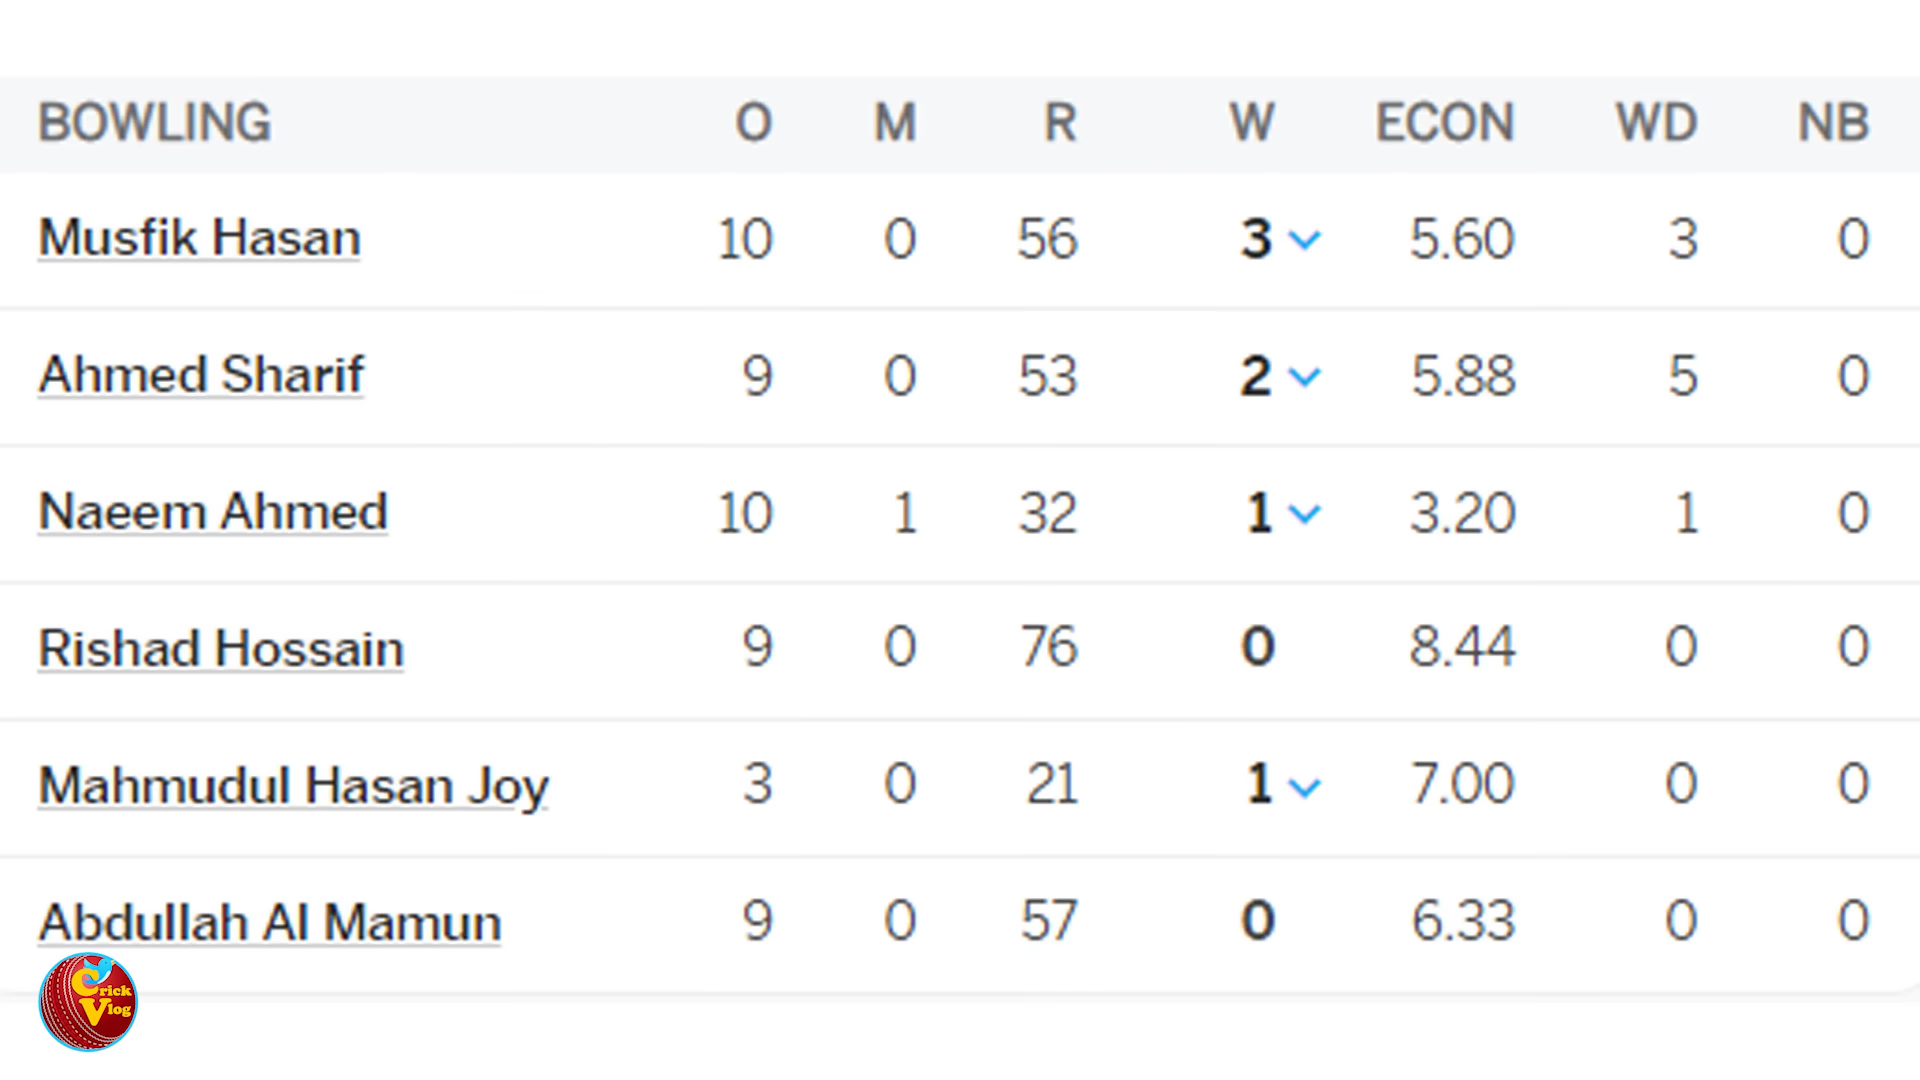 BOWLING O M R W ECON WD NB
Musfik Hasan 10 0 56 3 5.60 3 0
Ahmed Sharif 9 0 53 2 5.88 5 0
Naeem Ahmed 10 1 32 1 3.20 1 0
Rishad Hossain 9 0 76 0 8.44 0 0
Mahmudul Hasan Joy 3 0 21 1 7.00 0 0
Abdullah Al Mamun 9 0 57 0 6.33 0 0
Crick
Vlog